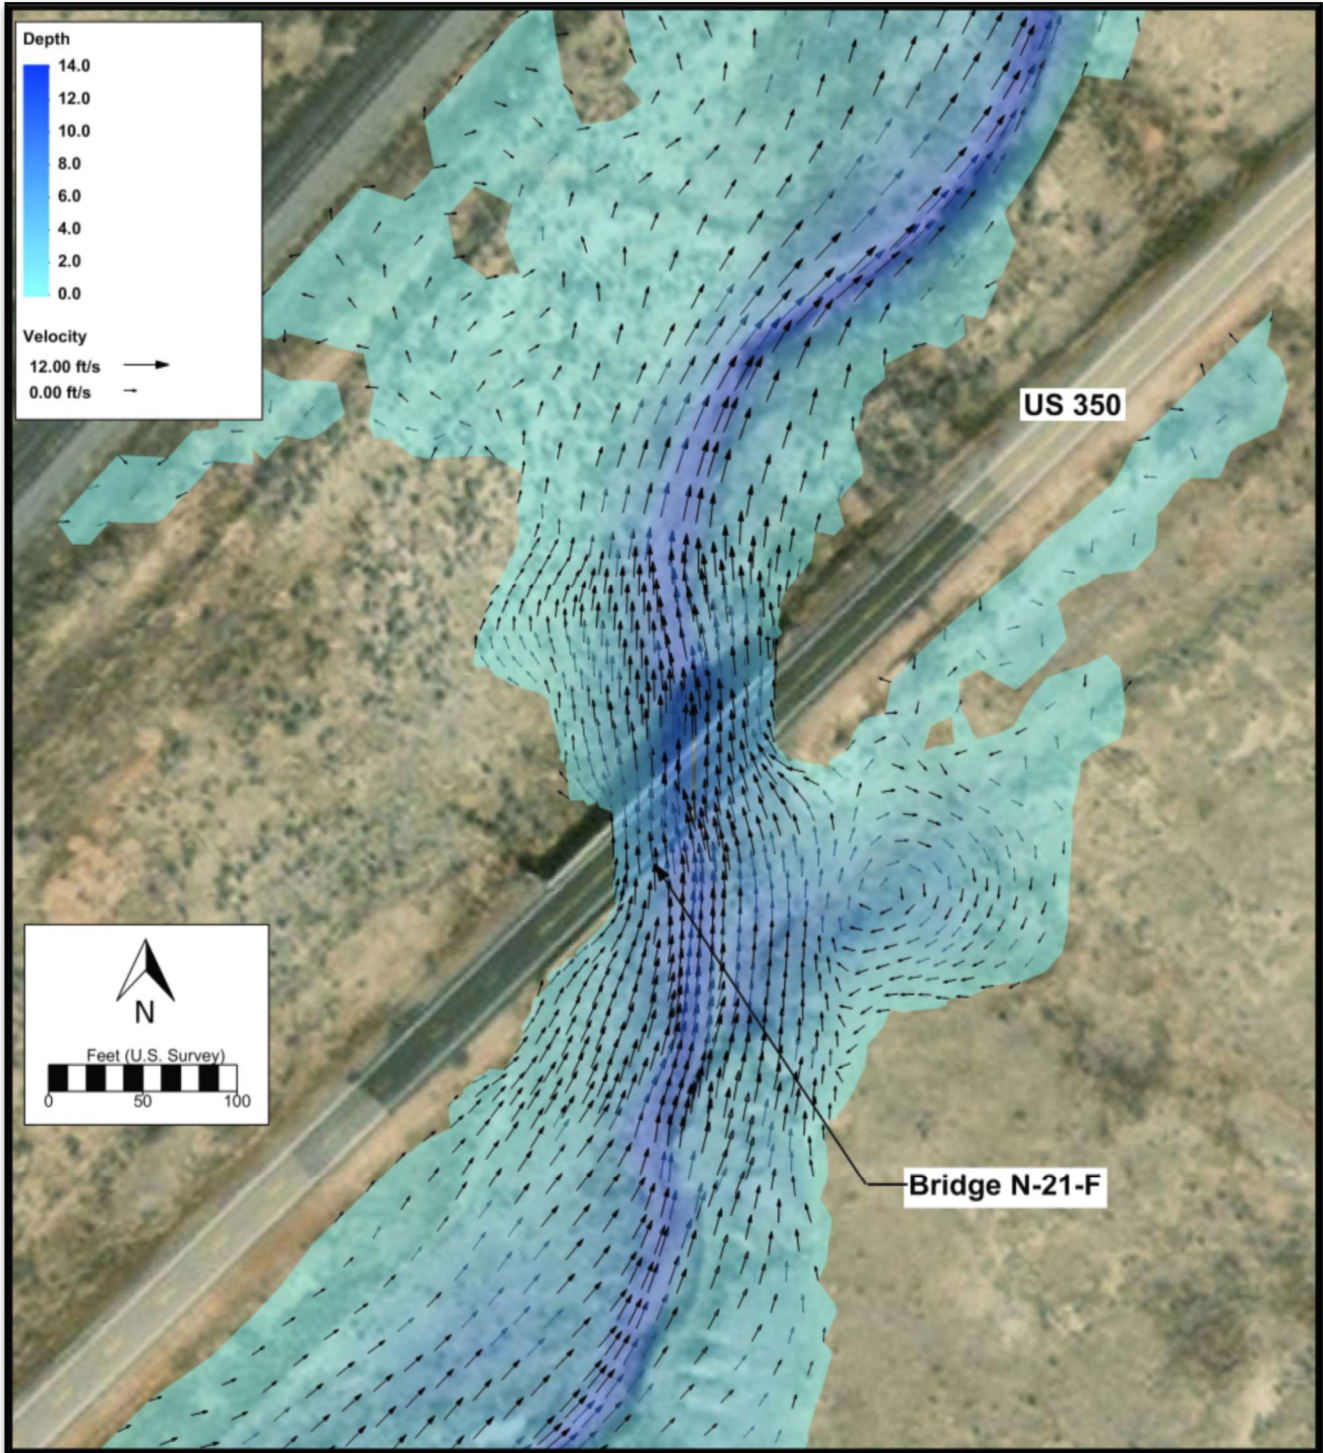 Depth
14.0
12.0
10.0
8.0
6.0
4.0
2.0
0.0
Velocity
12.00 ft/s
0.00 ft/s
US 350
N
Feet (U.S. Survey)
0 50 100
Bridge N-21-F